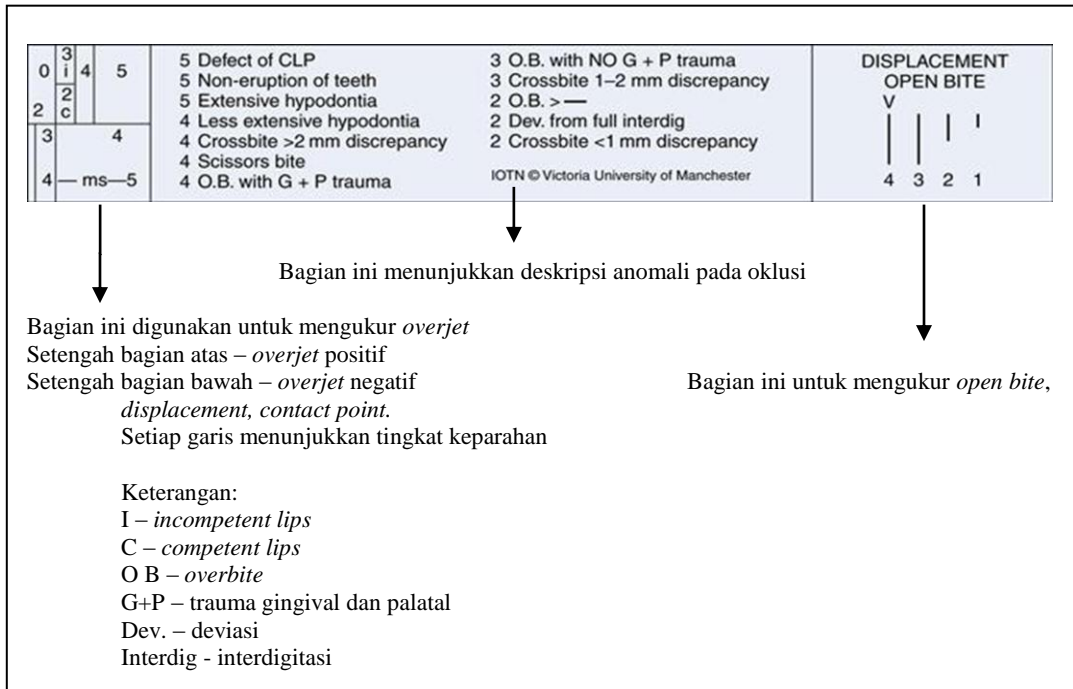 0 3 i 4 5
2 2 c
3 4
4 — ms — 5
5 Defect of CLP
5 Non-eruption of teeth
5 Extensive hypodontia
4 Less extensive hypodontia
4 Crossbite >2 mm discrepancy
4 Scissors bite
4 O.B. with G + P trauma
3 O.B. with NO G + P trauma
3 Crossbite 1–2 mm discrepancy
2 O.B. > —
2 Dev. from full interdig
2 Crossbite <1 mm discrepancy
IOTN © Victoria University of Manchester
DISPLACEMENT
OPEN BITE
V
4 3 2 1
Bagian ini menunjukkan deskripsi anomali pada oklusi
Bagian ini digunakan untuk mengukur overjet
Setengah bagian atas – overjet positif
Setengah bagian bawah – overjet negatif
Bagian ini untuk mengukur open bite,
displacement, contact point.
Setiap garis menunjukkan tingkat keparahan
Keterangan:
I – incompetent lips
C – competent lips
O B – overbite
G+P – trauma gingival dan palatal
Dev. – deviasi
Interdig - interdigitasi